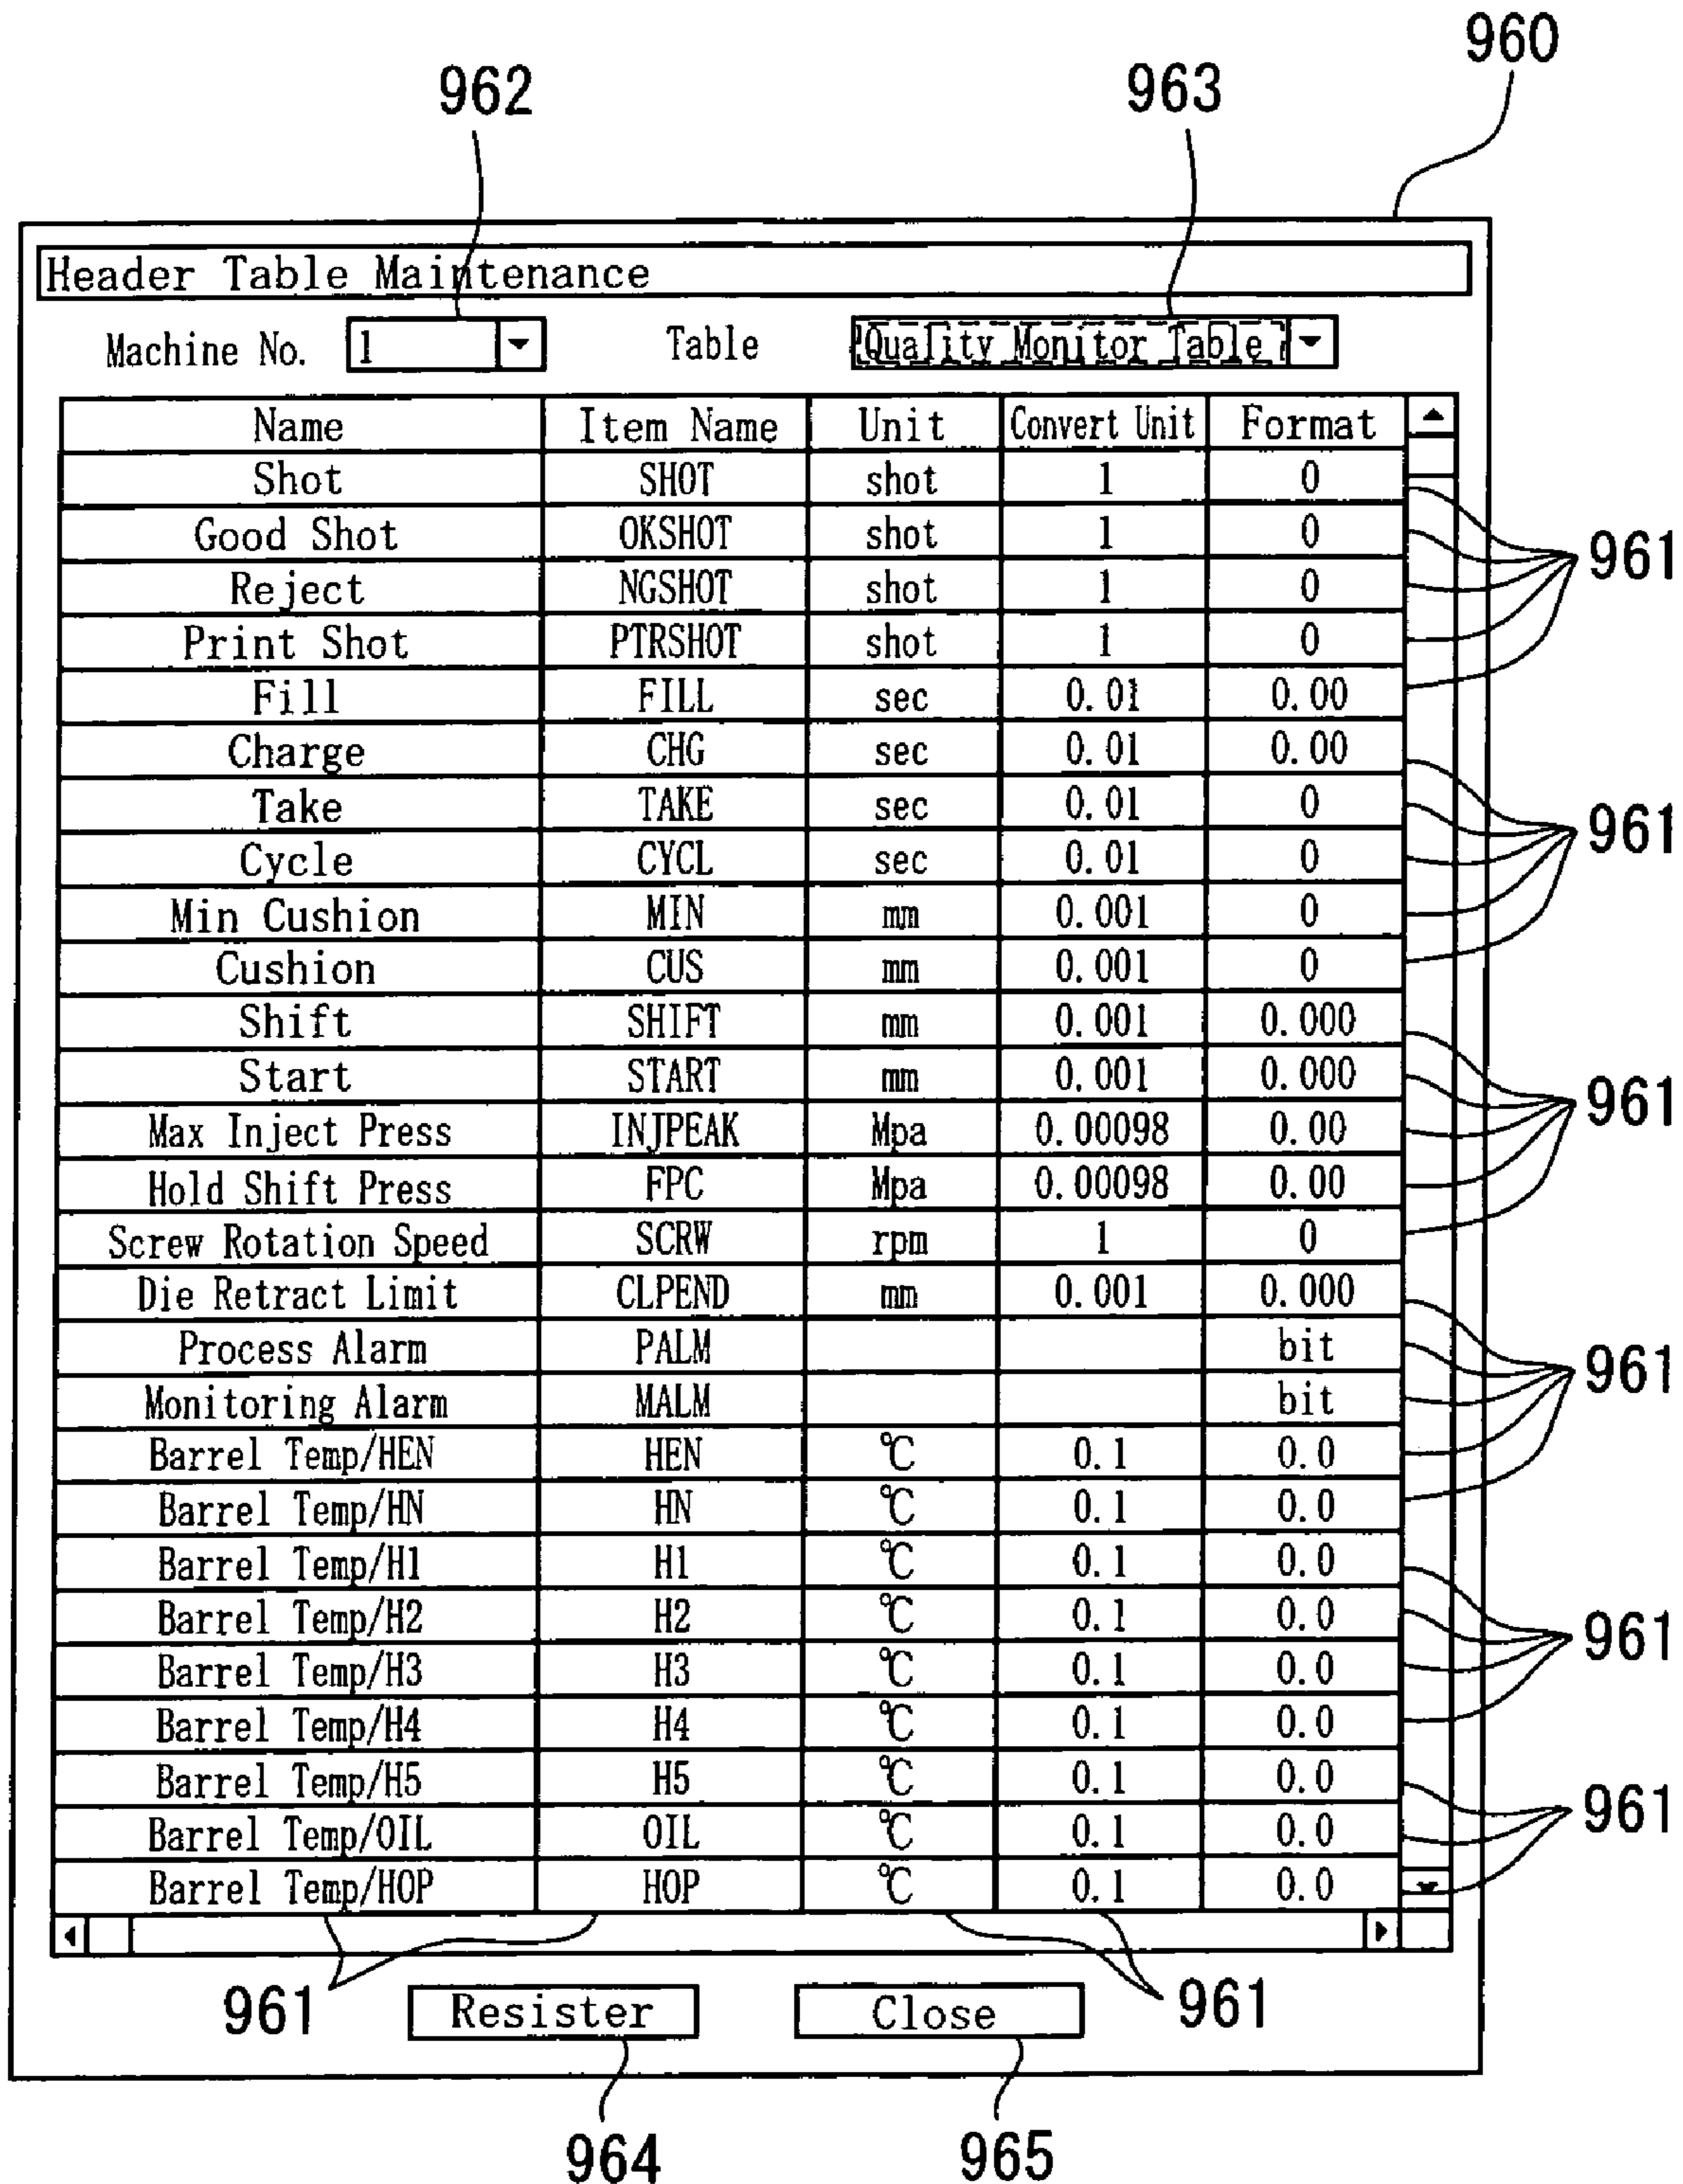 960
962 963
Header Table Maintenance
Machine No. 1 Table Quality Monitor Table
Name Item Name Unit Convert Unit Format
Shot SHOT shot 1 0
Good Shot OKSHOT shot 1 0
961
Reject NGSHOT shot 1 0
Print Shot PTRSHOT shot 1 0
Fill FILL sec 0.01 0.00
Charge CHG sec 0.01 0.00
Take TAKE sec 0.01 0
961
Cycle CYCL sec 0.01 0
Min Cushion MIN mm 0.001 0
Cushion CUS mm 0.001 0
Shift SHIFT mm 0.001 0.000
Start START mm 0.001 0.000
961
Max Inject Press INJPEAK Mpa 0.00098 0.00
Hold Shift Press FPC Mpa 0.00098 0.00
Screw Rotation Speed SCRW rpm 1 0
Die Retract Limit CLPEND mm 0.001 0.000
Process Alarm PALM bit
961
Monitoring Alarm MALM bit
Barrel Temp/HEN HEN ℃ 0.1 0.0
Barrel Temp/HN HN ℃ 0.1 0.0
Barrel Temp/H1 H1 ℃ 0.1 0.0
Barrel Temp/H2 H2 ℃ 0.1 0.0
961
Barrel Temp/H3 H3 ℃ 0.1 0.0
Barrel Temp/H4 H4 ℃ 0.1 0.0
Barrel Temp/H5 H5 ℃ 0.1 0.0
961
Barrel Temp/OIL OIL ℃ 0.1 0.0
Barrel Temp/HOP HOP ℃ 0.1 0.0
961 Resister Close 961
964 965